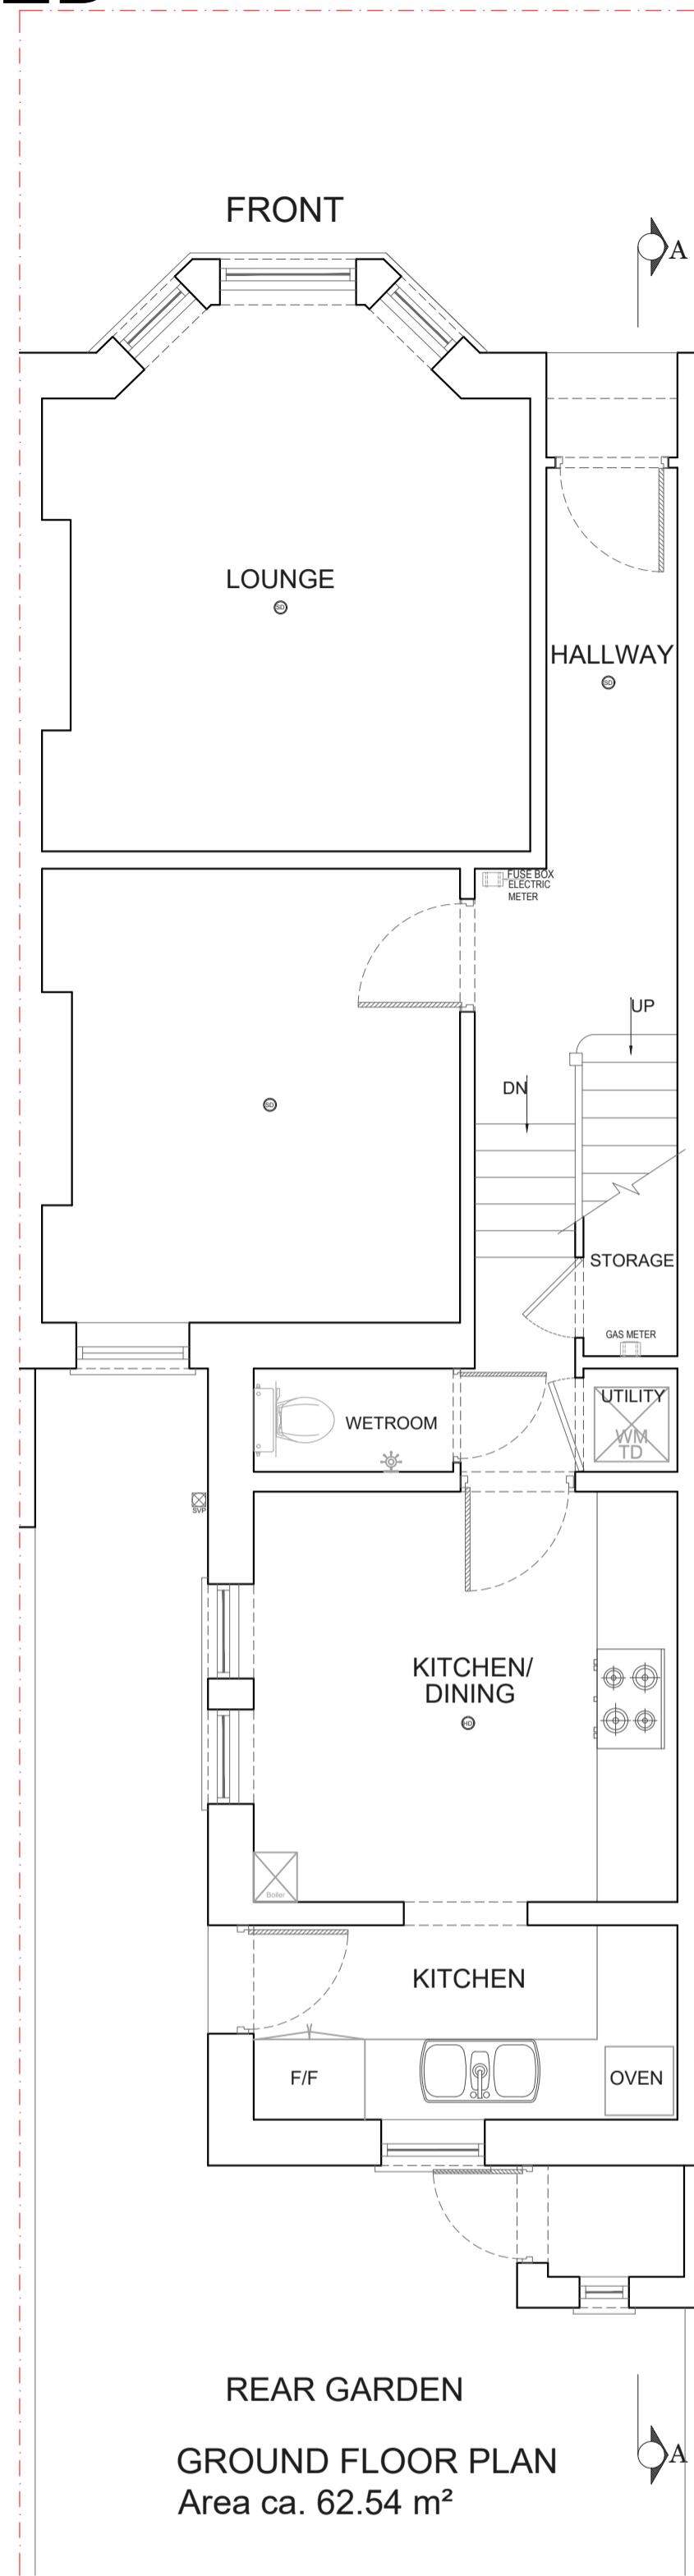 FRONT
A
LOUNGE
SD
HALLWAY
SD
FUSE BOX
ELECTRIC
METER
UP
DN
SD
STORAGE
GAS METER
UTILITY
WETROOM
WM
TD
SVP
KITCHEN/
DINING
HD
Boiler
KITCHEN
F/F
OVEN
REAR GARDEN
GROUND FLOOR PLAN
A
Area ca. 62.54 m²